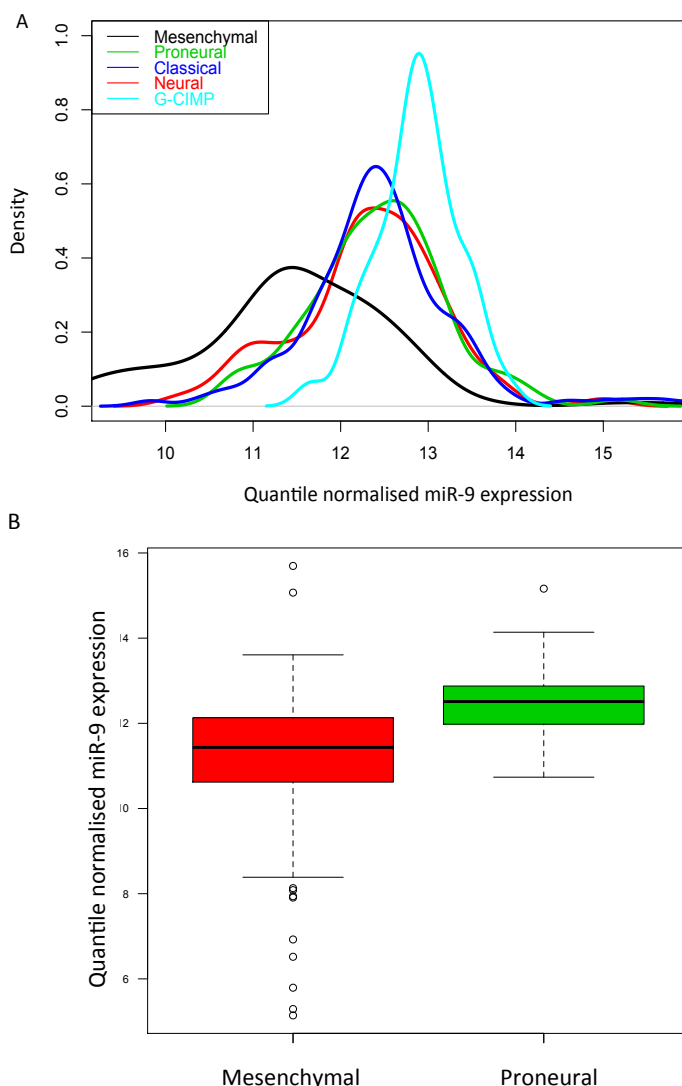 A
Mesenchymal
Proneural
Classical
Neural
G-CIMP
1.0
0.8
0.6
0.4
0.2
0.0
Density
10 11 12 13 14 15
Quantile normalised miR-9 expression
B
16
14
12
10
8
6
Quantile normalised miR-9 expression
Mesenchymal Proneural